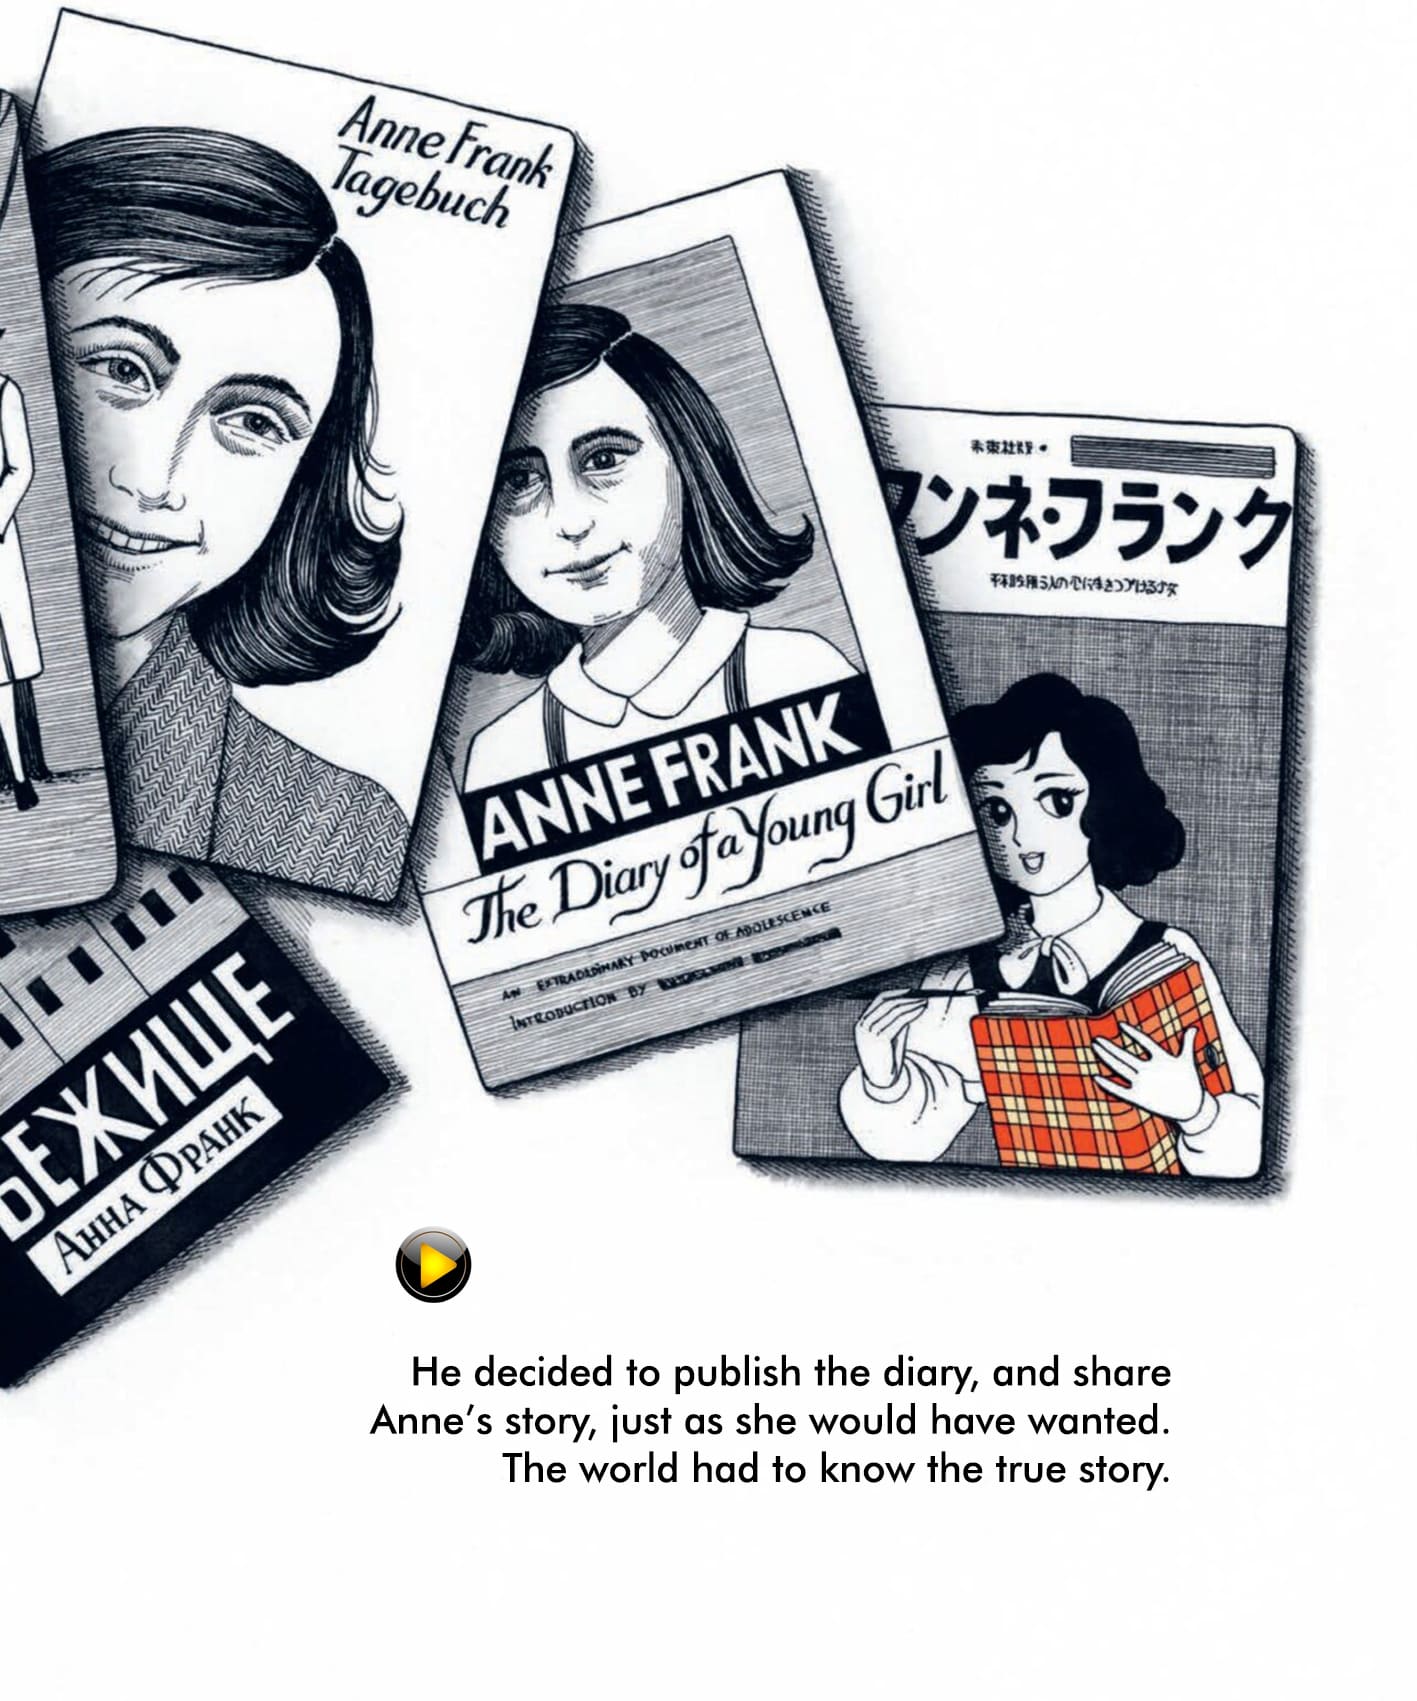 Anne Frank
Tagebuch
ANNE FRANK
The Diary of a Young Girl
AN EXTRAORDINARY DOCUMENT OF ADOLESCENCE
INTRODUCTION BY
ンネ・フランク
БЕЖИЩЕ
АННА ФРАНК
He decided to publish the diary, and share
Anne’s story, just as she would have wanted.
The world had to know the true story.